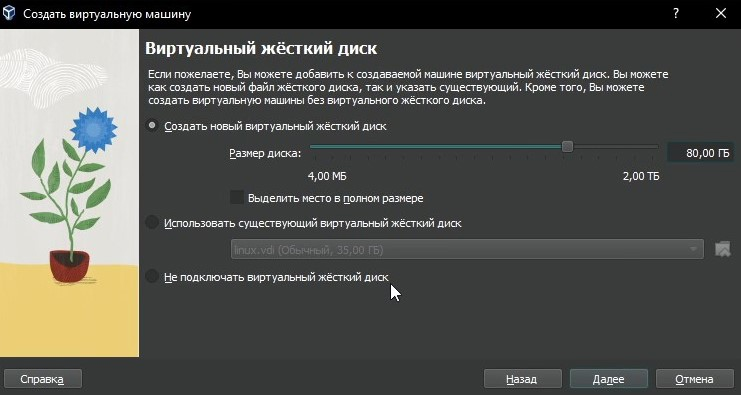 Создать виртуальную машину
Виртуальный жёсткий диск
Если пожелаете, Вы можете добавить к создаваемой машине виртуальный жёсткий диск. Вы можете
как создать новый файл жёсткого диска, так и указать существующий. Кроме того, Вы можете
создать виртуальную машины без виртуального жёсткого диска.
Создать новый виртуальный жёсткий диск
Размер диска:
80,00 ГБ
4,00 МБ
2,00 ТБ
Выделить место в полном размере
Использовать существующий виртуальный жёсткий диск
linux.vdi (Обычный, 35,00 ГБ)
Не подключать виртуальный жёсткий диск
Справка
Назад
Далее
Отмена